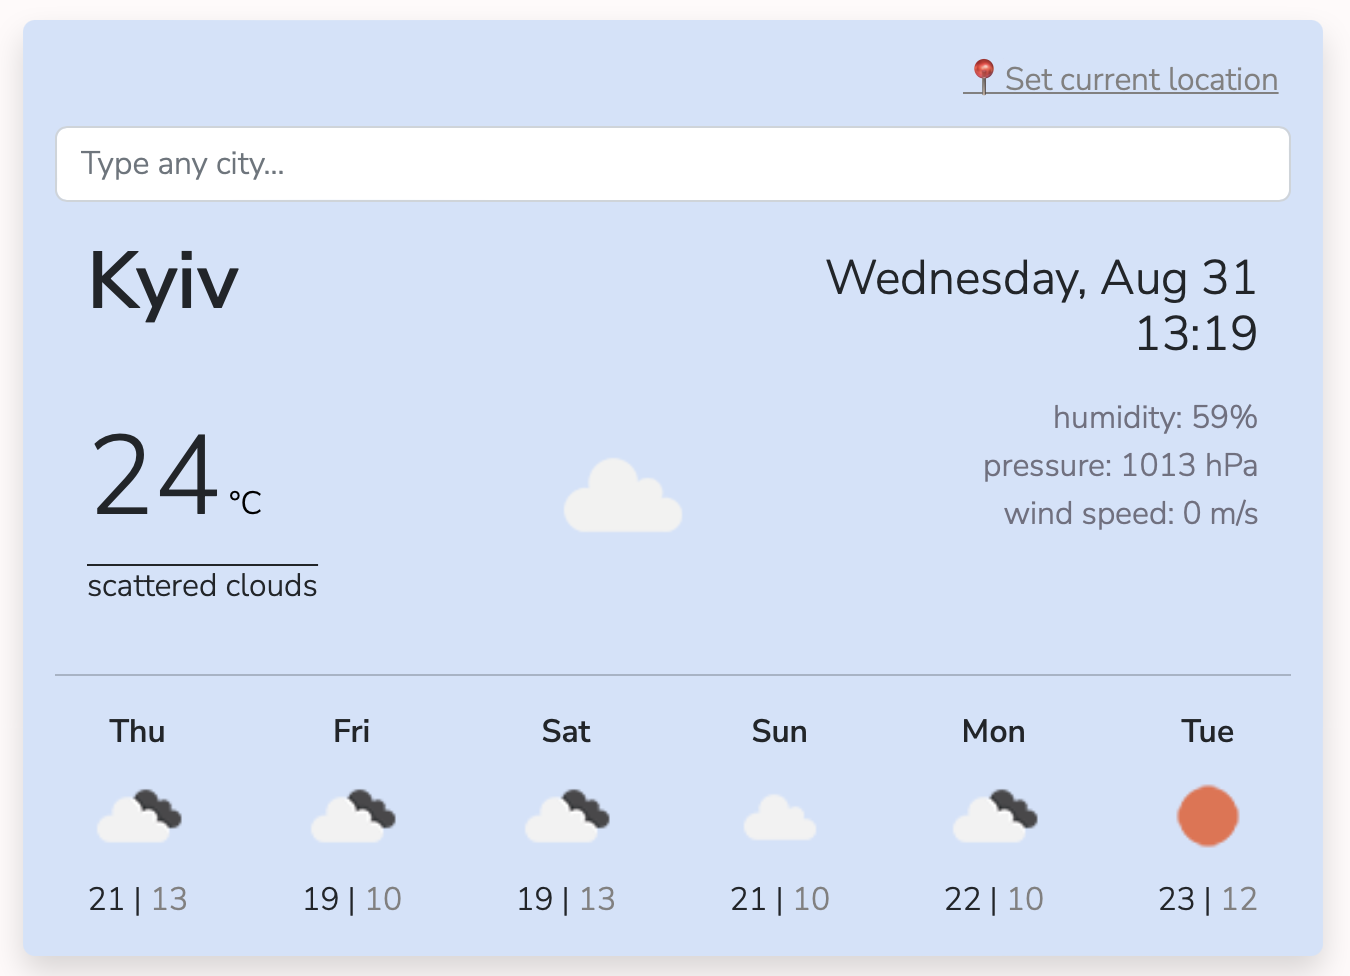 Set current location
Type any city...
Kyiv
Wednesday, Aug 31
13:19
24 °C
scattered clouds
humidity: 59%
pressure: 1013 hPa
wind speed: 0 m/s
Thu Fri Sat Sun Mon Tue
21 | 13 19 | 10 19 | 13 21 | 10 22 | 10 23 | 12